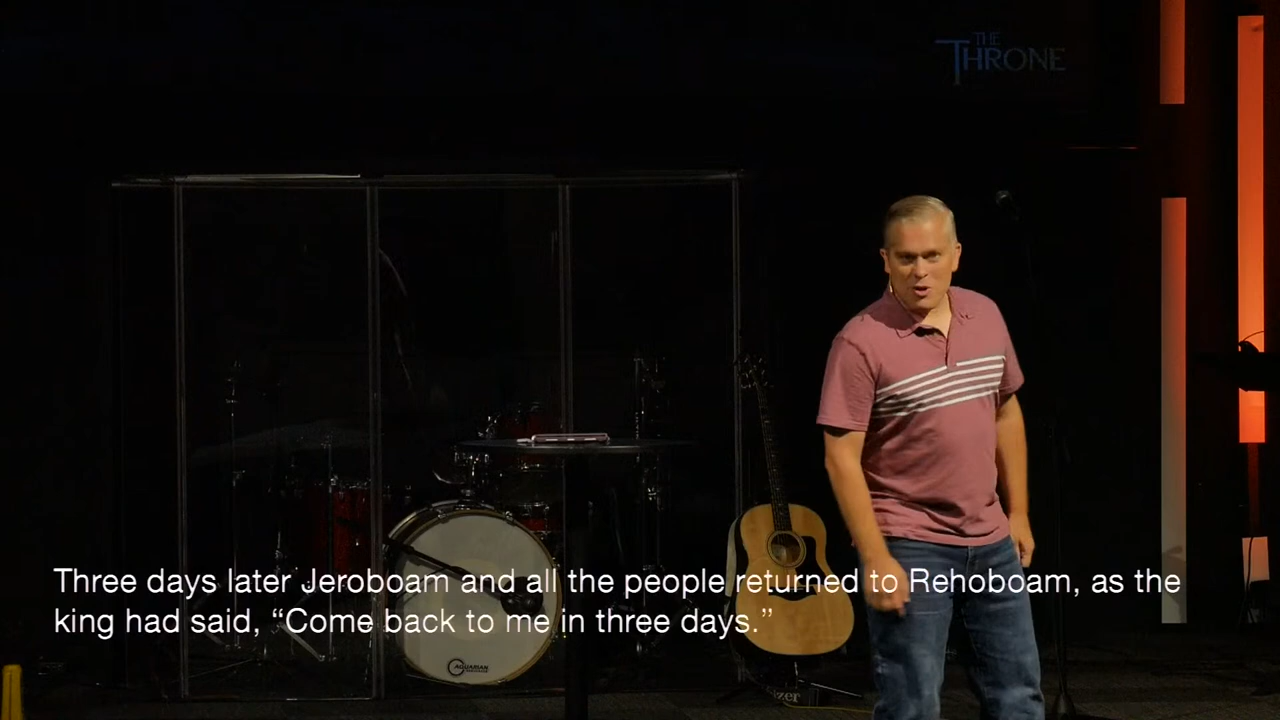 THE
THRONE
Three days later Jeroboam and all the people returned to Rehoboam, as the
king had said, “Come back to me in three days.”
AQUARIAN